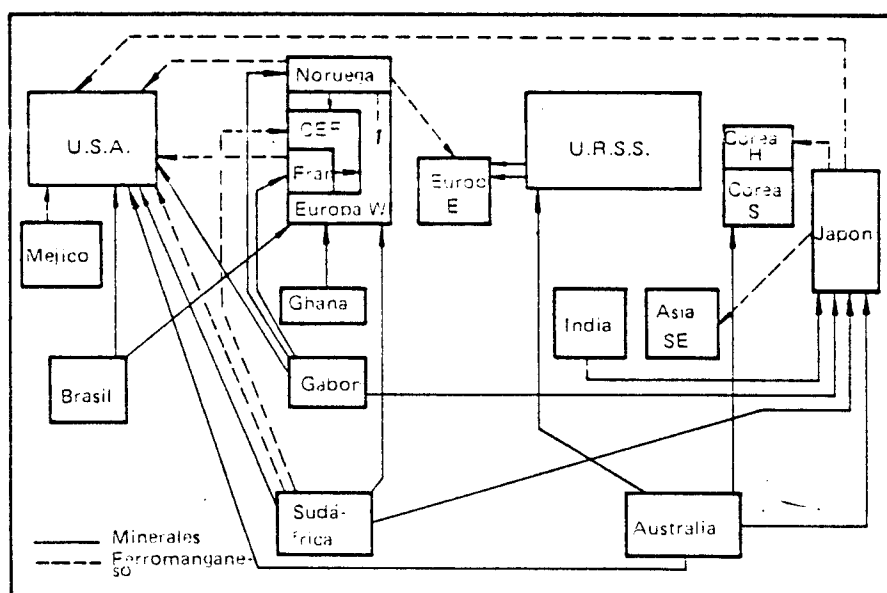 Noruega
U.S.A.
CEE
Fran
Europa W
Europ
E
U.R.S.S.
Corea
H
Corea
S
Japon
Mejico
Ghana
India
Asia
SE
Brasil
Gabon
Sudá-
frica
Australia
Minerales
Ferromangane-
so